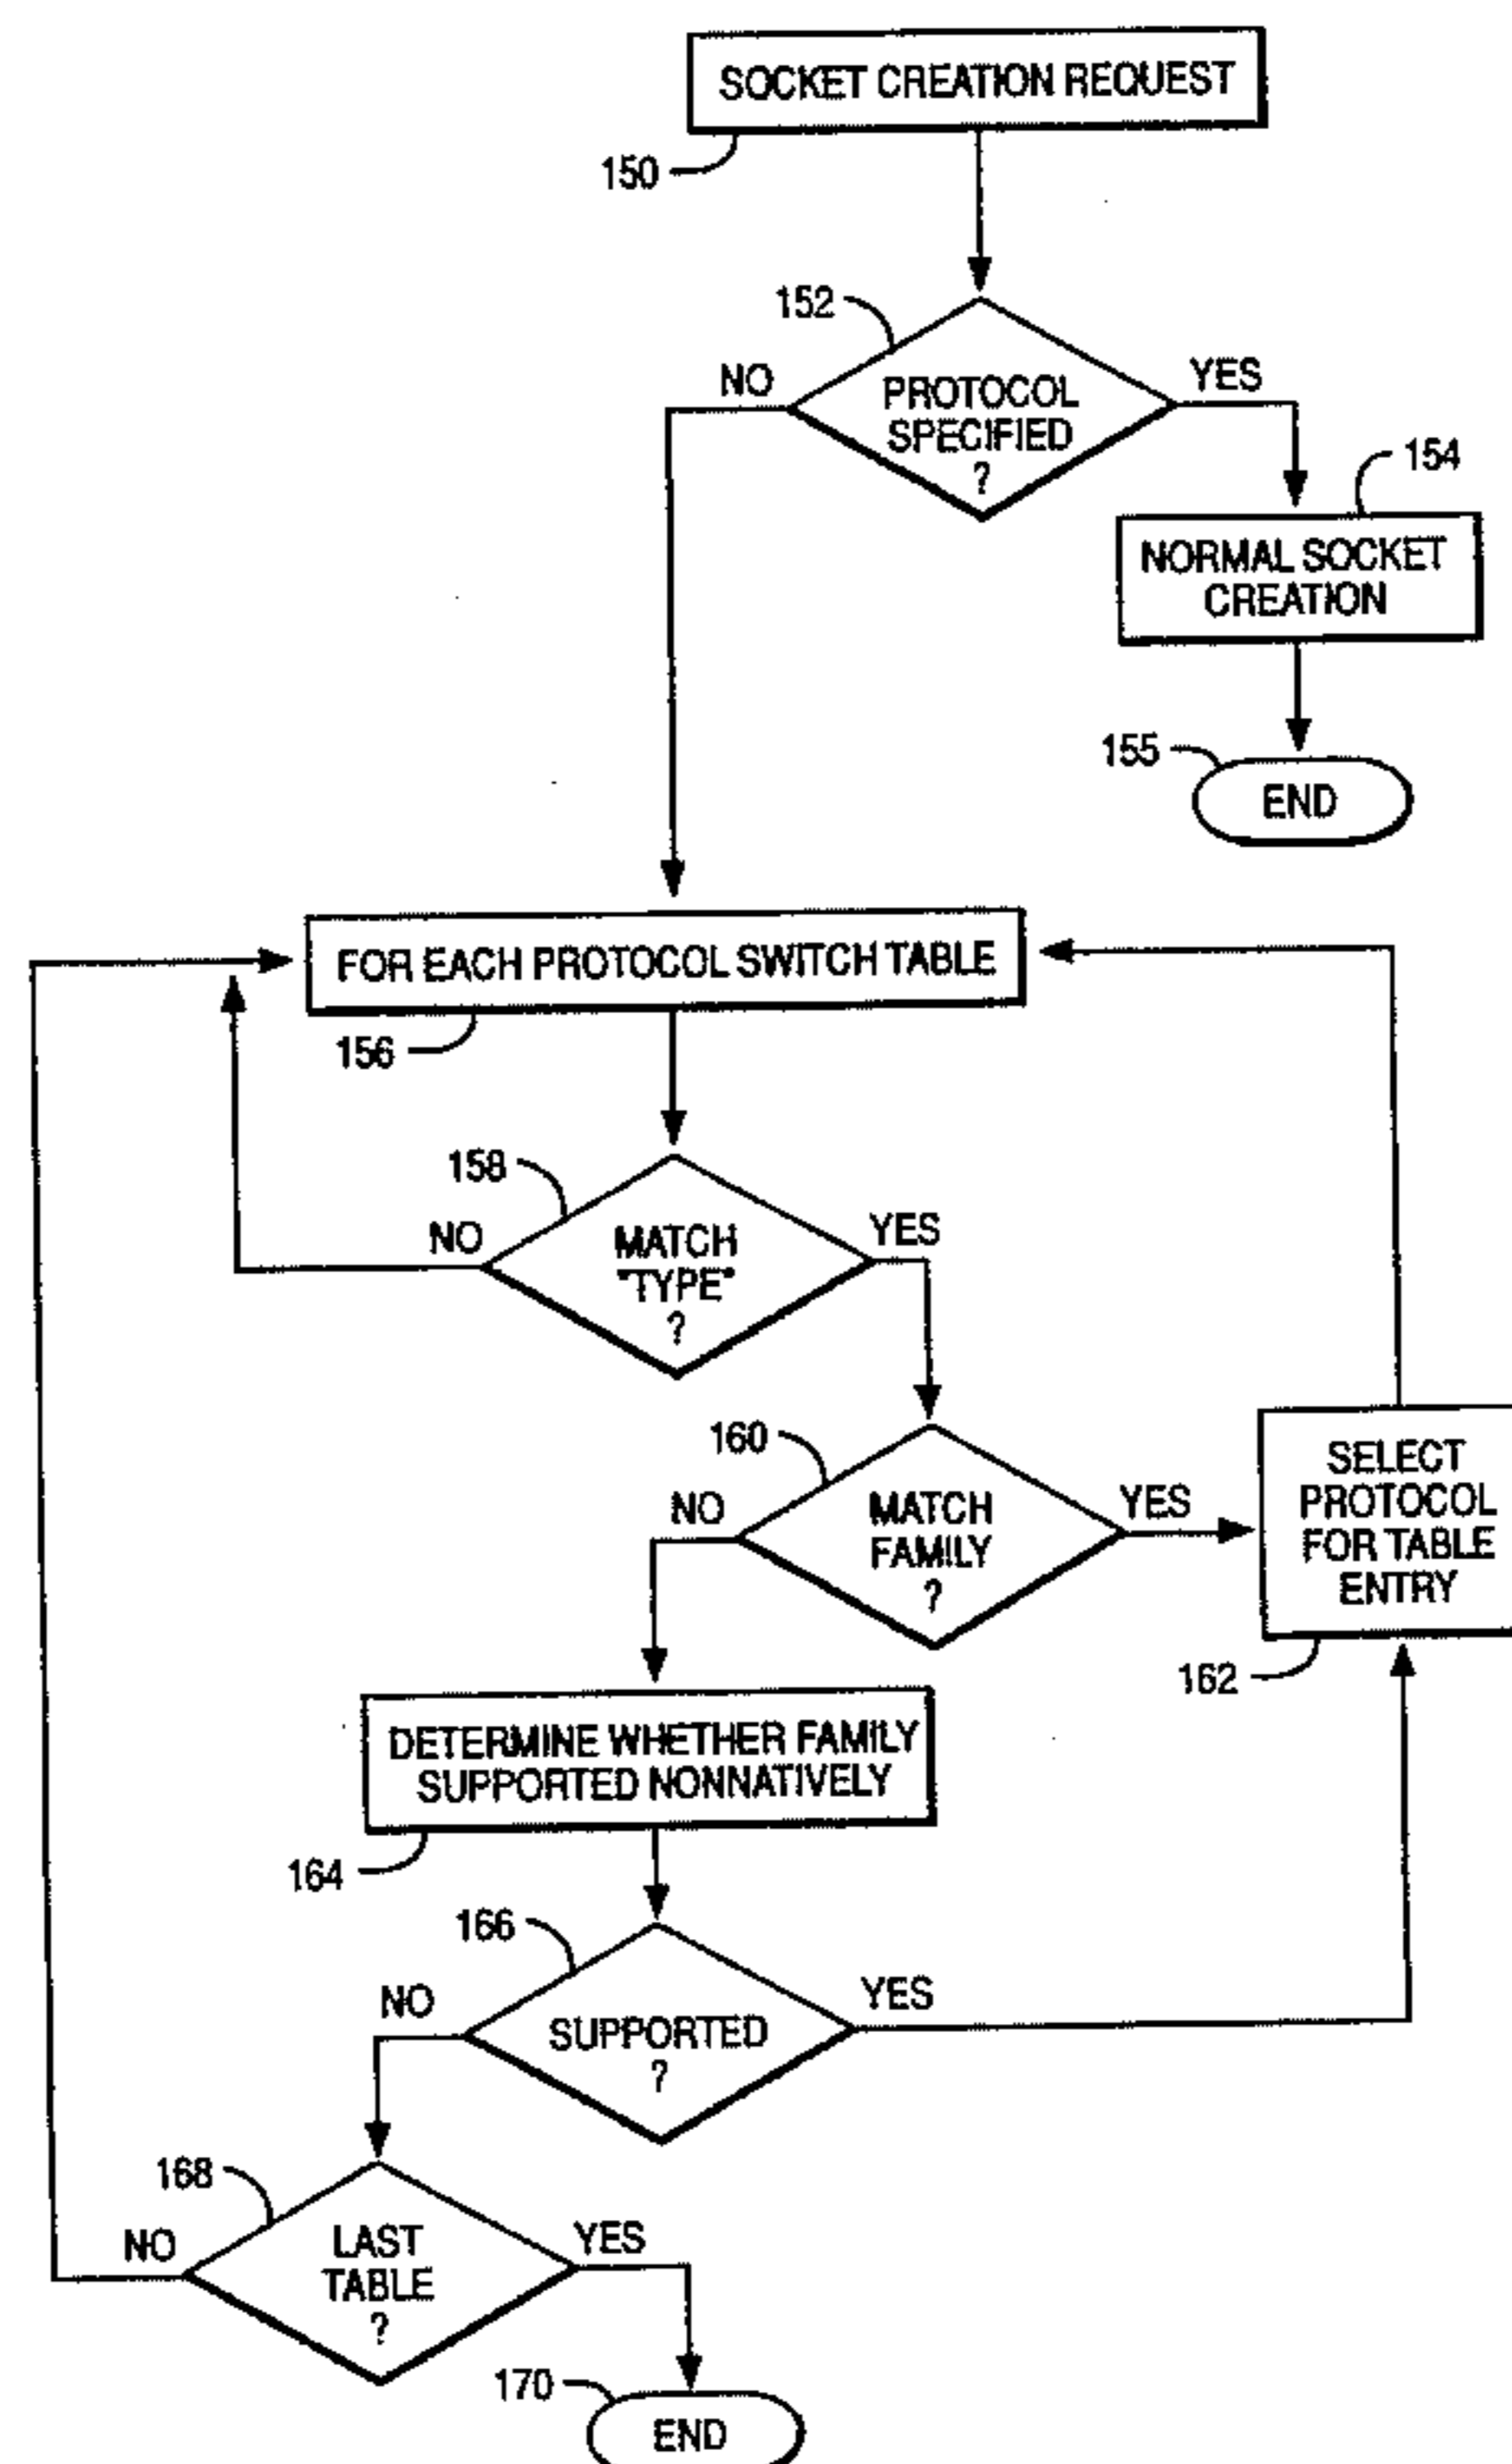 SOCKET CREATION REQUEST
150
152
NO
YES
PROTOCOL
SPECIFIED
?
154
NORMAL SOCKET
CREATION
155
END
FOR EACH PROTOCOL SWITCH TABLE
156
158
NO
YES
MATCH
"TYPE"
?
160
NO
YES
MATCH
FAMILY
?
SELECT
PROTOCOL
FOR TABLE
ENTRY
162
DETERMINE WHETHER FAMILY
SUPPORTED NONNATIVELY
164
166
NO
YES
SUPPORTED
?
168
NO
YES
LAST
TABLE
?
170
END